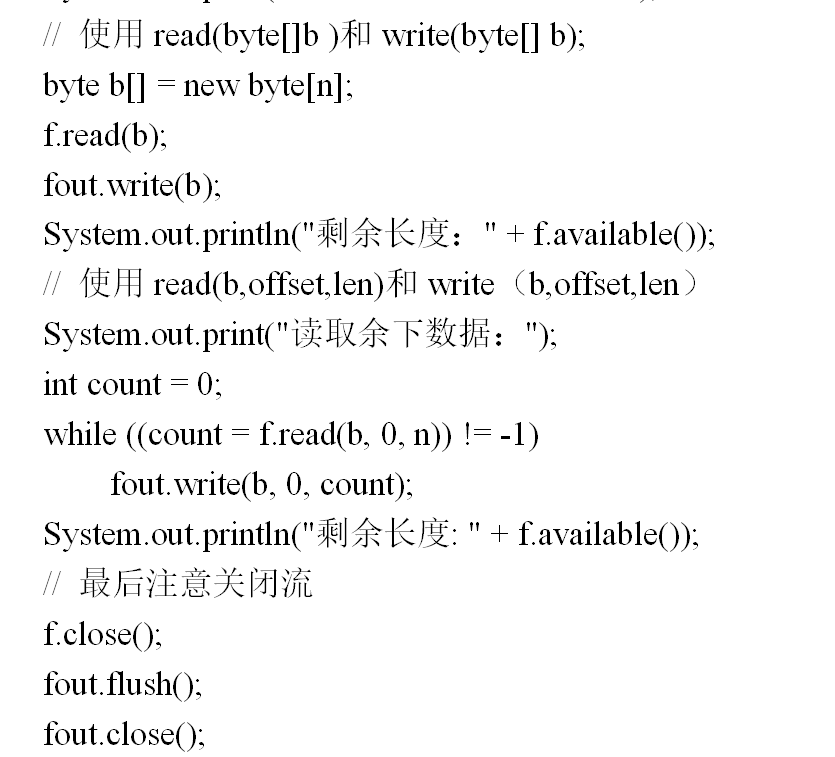 // 使用 read(byte[]b )和 write(byte[] b);
byte b[] = new byte[n];
f.read(b);
fout.write(b);
System.out.println("剩余长度：" + f.available());
// 使用 read(b,offset,len)和 write（b,offset,len）
System.out.print("读取余下数据：");
int count = 0;
while ((count = f.read(b, 0, n)) != -1)
fout.write(b, 0, count);
System.out.println("剩余长度: " + f.available());
// 最后注意关闭流
f.close();
fout.flush();
fout.close();